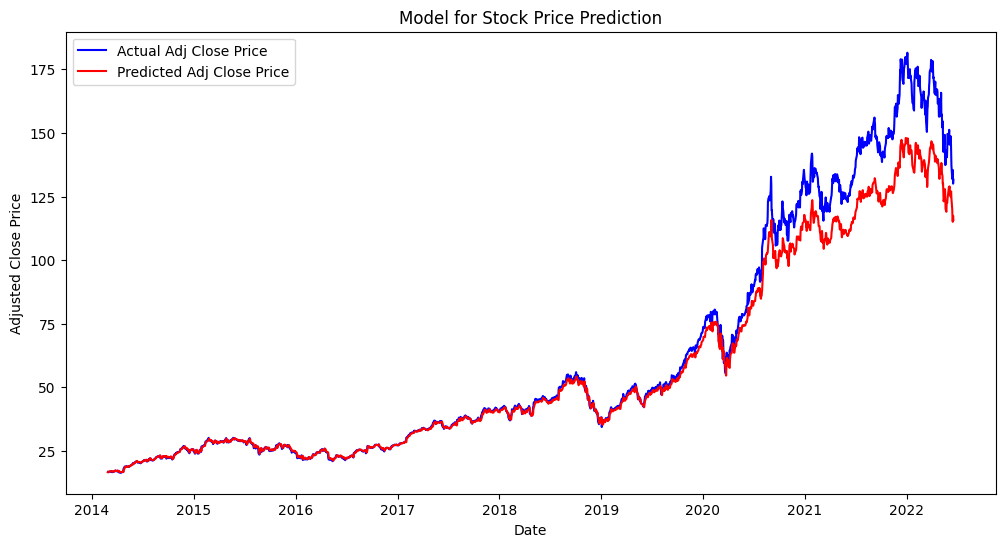 Model for Stock Price Prediction
Actual Adj Close Price
Predicted Adj Close Price
Adjusted Close Price
175
150
125
100
75
50
25
2014 2015 2016 2017 2018 2019 2020 2021 2022
Date